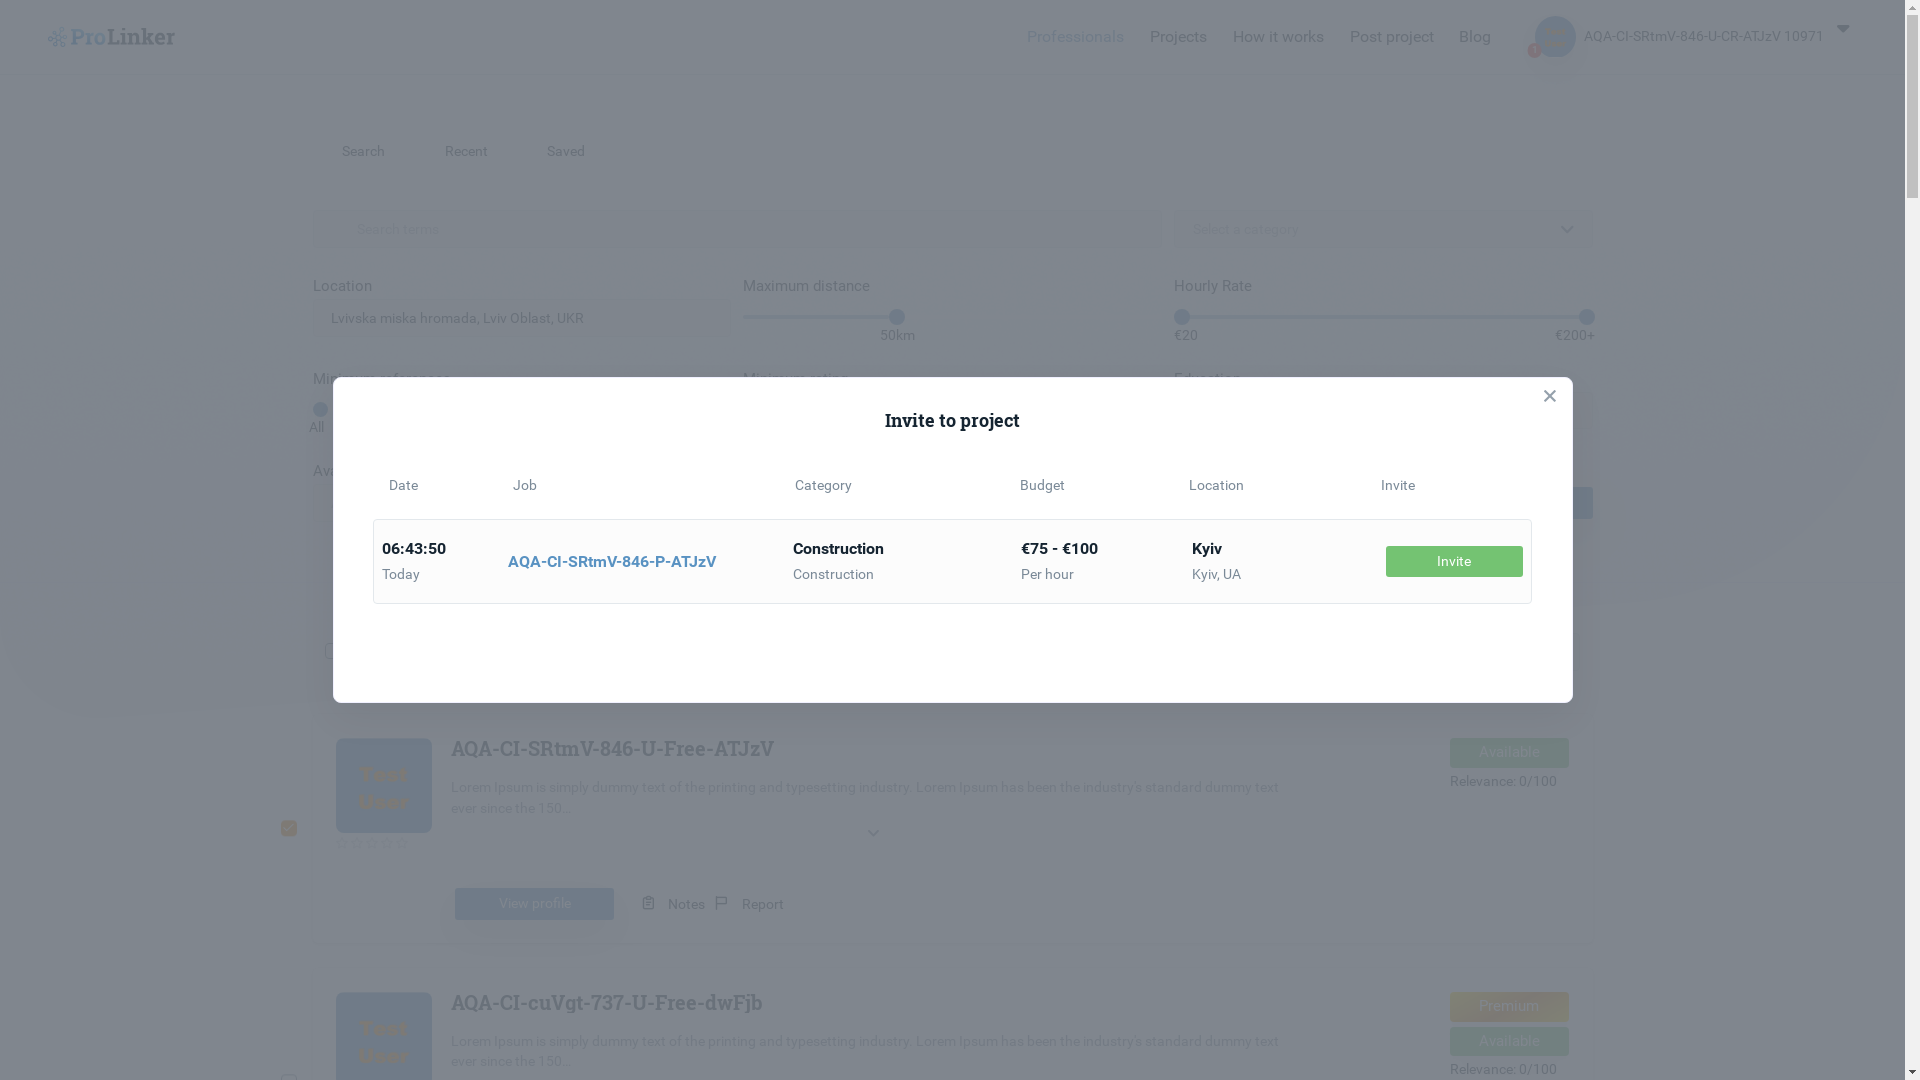 ProLinker
Professionals
Projects
How it works
Post project
Blog
1
AQA-CI-SRtmV-846-U-CR-ATJzV 10971
Search
Recent
Saved
Search terms
Select a category
Location
Maximum distance
Hourly Rate
Lvivska miska hromada, Lviv Oblast, UKR
50km
€20
€200+
All
Invite to project
Date
Job
Category
Budget
Location
Invite
06:43:50
Today
AQA-CI-SRtmV-846-P-ATJzV
Construction
Construction
€75 - €100
Per hour
Kyiv
Kyiv, UA
Invite
AQA-CI-SRtmV-846-U-Free-ATJzV
Available
Relevance: 0/100
Test
User
Lorem Ipsum is simply dummy text of the printing and typesetting industry. Lorem Ipsum has been the industry's standard dummy text
ever since the 150...
View profile
Notes
Report
AQA-CI-cuVgt-737-U-Free-dwFjb
Premium
Available
Relevance: 0/100
Test
User
Lorem Ipsum is simply dummy text of the printing and typesetting industry. Lorem Ipsum has been the industry's standard dummy text
ever since the 150...